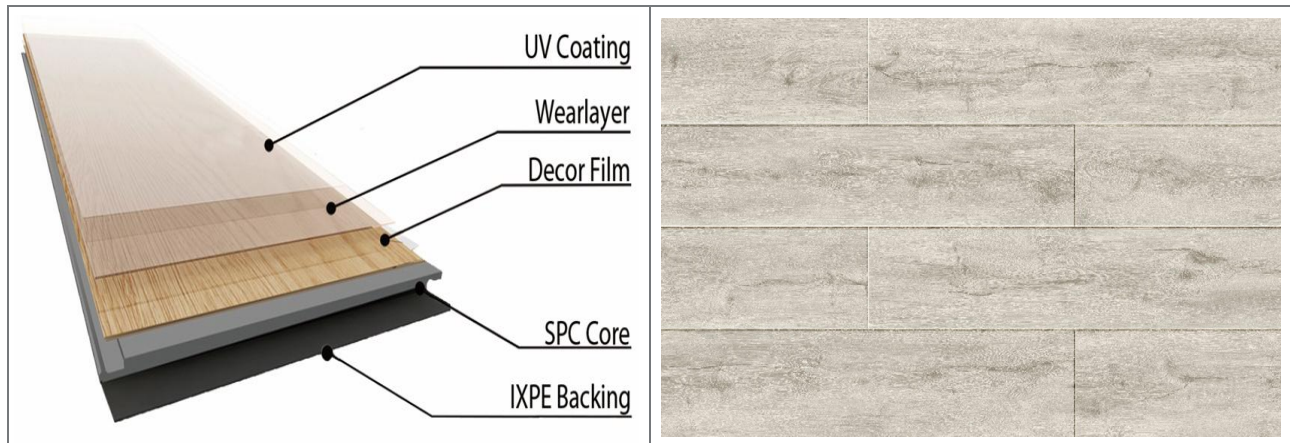 UV Coating
Wearlayer
Decor Film
SPC Core
IXPE Backing